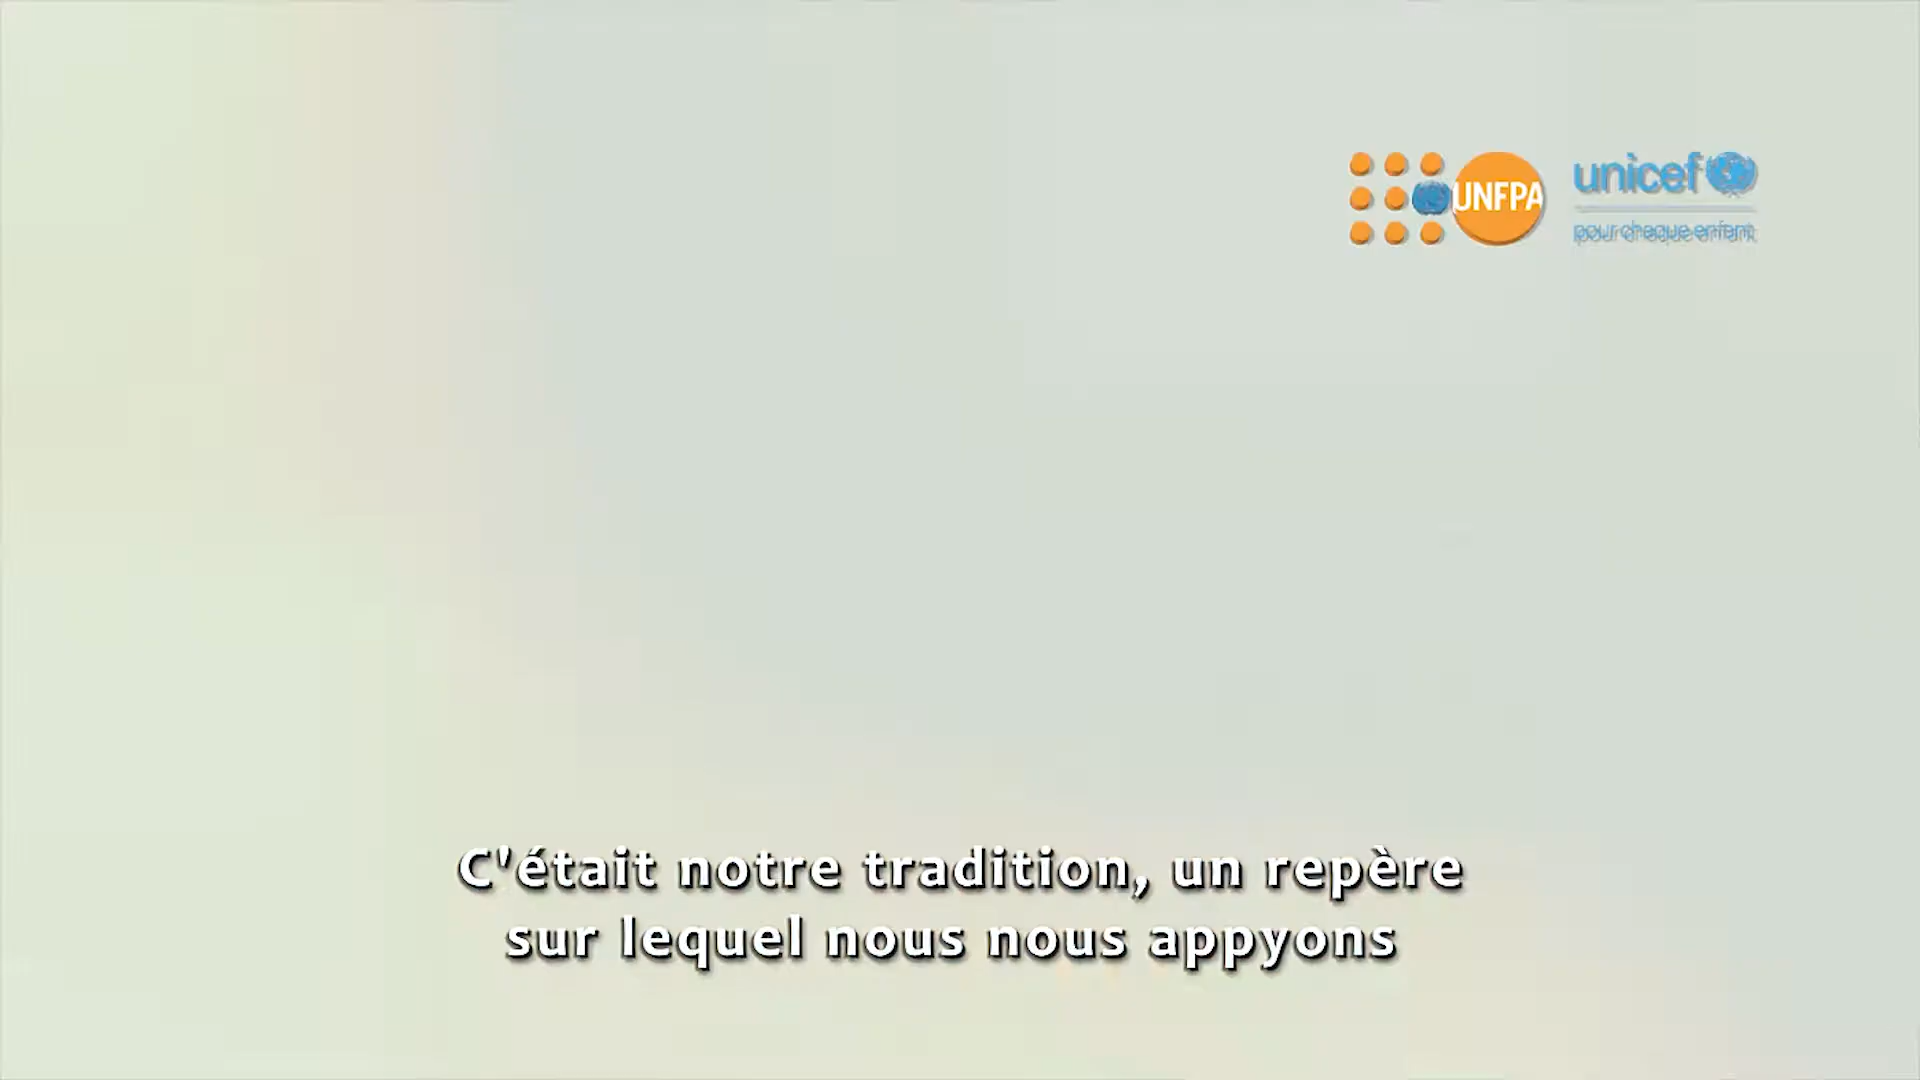 UNFPA
unicef
pour chaque enfant
C'était notre tradition, un repère
sur lequel nous nous appyons